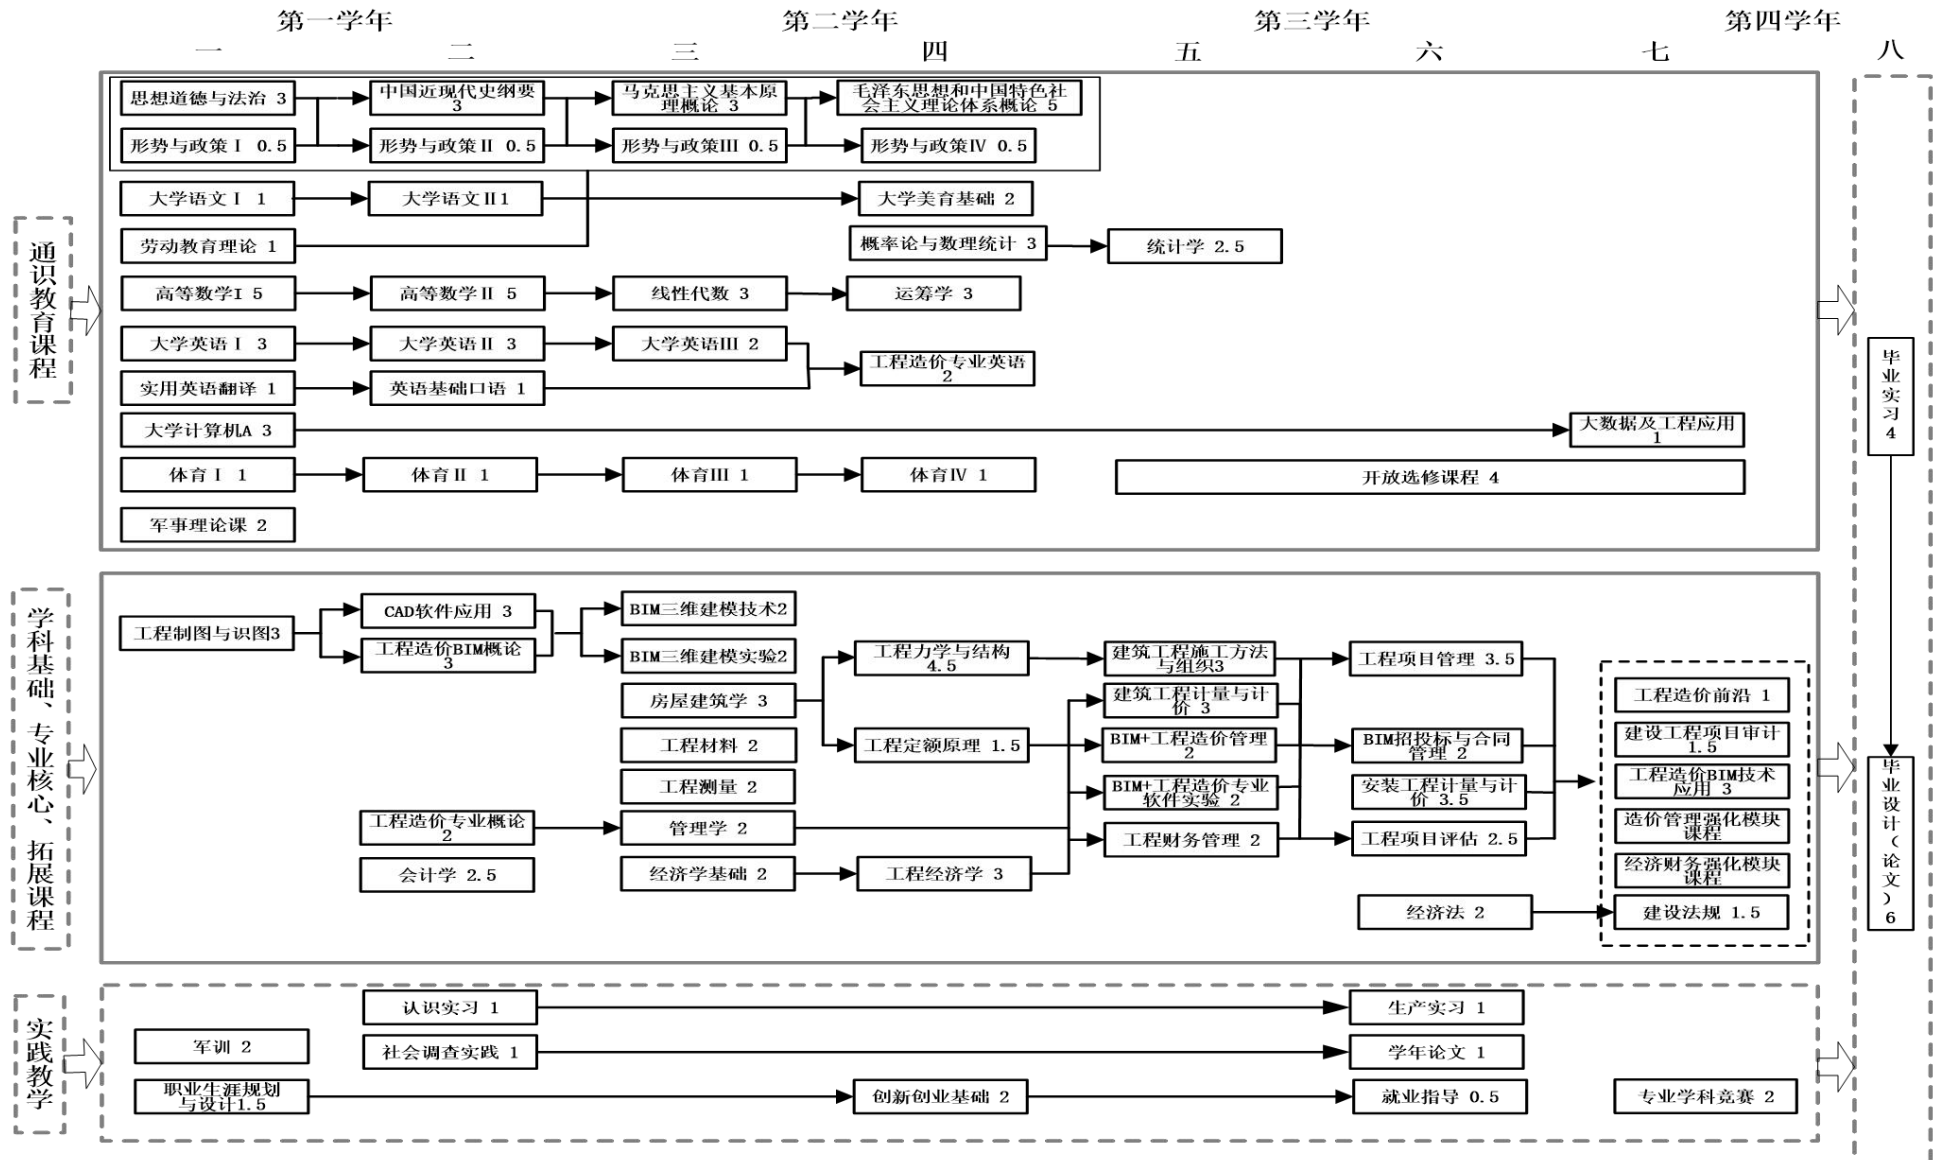 第一学年
第二学年
第三学年
第四学年
一
二
三
四
五
六
七
八
通识教育课程
思想道德与法治 3
中国近现代史纲要
3
马克思主义基本原
理概论 3
毛泽东思想和中国特色社
会主义理论体系概论 5
形势与政策Ⅰ 0.5
形势与政策Ⅱ 0.5
形势与政策Ⅲ 0.5
形势与政策Ⅳ 0.5
大学语文Ⅰ 1
大学语文Ⅱ1
大学美育基础 2
劳动教育理论 1
概率论与数理统计 3
统计学 2.5
高等数学I 5
高等数学Ⅱ 5
线性代数 3
运筹学 3
大学英语Ⅰ 3
大学英语Ⅱ 3
大学英语Ⅲ 2
工程造价专业英语
2
实用英语翻译 1
英语基础口语 1
大学计算机A 3
大数据及工程应用
1
体育Ⅰ 1
体育Ⅱ 1
体育Ⅲ 1
体育Ⅳ 1
开放选修课程 4
军事理论课 2
学科基础、专业核心、拓展课程
工程制图与识图3
CAD软件应用 3
工程造价BIM概论
3
BIM三维建模技术2
BIM三维建模实验2
房屋建筑学 3
工程材料 2
工程测量 2
工程造价专业概论
2
管理学 2
会计学 2.5
经济学基础 2
工程力学与结构
4.5
工程定额原理 1.5
工程经济学 3
建筑工程施工方法
与组织3
建筑工程计量与计
价 3
BIM+工程造价管理
2
BIM+工程造价专业
软件实验 2
工程财务管理 2
工程项目管理 3.5
BIM招投标与合同
管理 2
安装工程计量与计
价 3.5
工程项目评估 2.5
经济法 2
工程造价前沿 1
建设工程项目审计
1.5
工程造价BIM技术
应用 3
造价管理强化模块
课程
经济财务强化模块
课程
建设法规 1.5
实践教学
认识实习 1
生产实习 1
军训 2
社会调查实践 1
学年论文 1
职业生涯规划
与设计1.5
创新创业基础 2
就业指导 0.5
专业学科竞赛 2
毕业实习4
毕业设计(论文)6